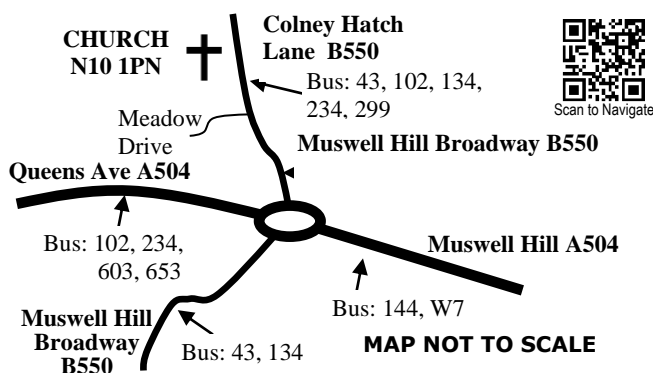 CHURCH
N10 1PN
Colney Hatch
Lane B550
Bus: 43, 102, 134,
234, 299
Scan to Navigate
Meadow
Drive
Muswell Hill Broadway B550
Queens Ave A504
Bus: 102, 234,
603, 653
Muswell Hill A504
Bus: 144, W7
Muswell Hill
Broadway
B550
Bus: 43, 134
MAP NOT TO SCALE